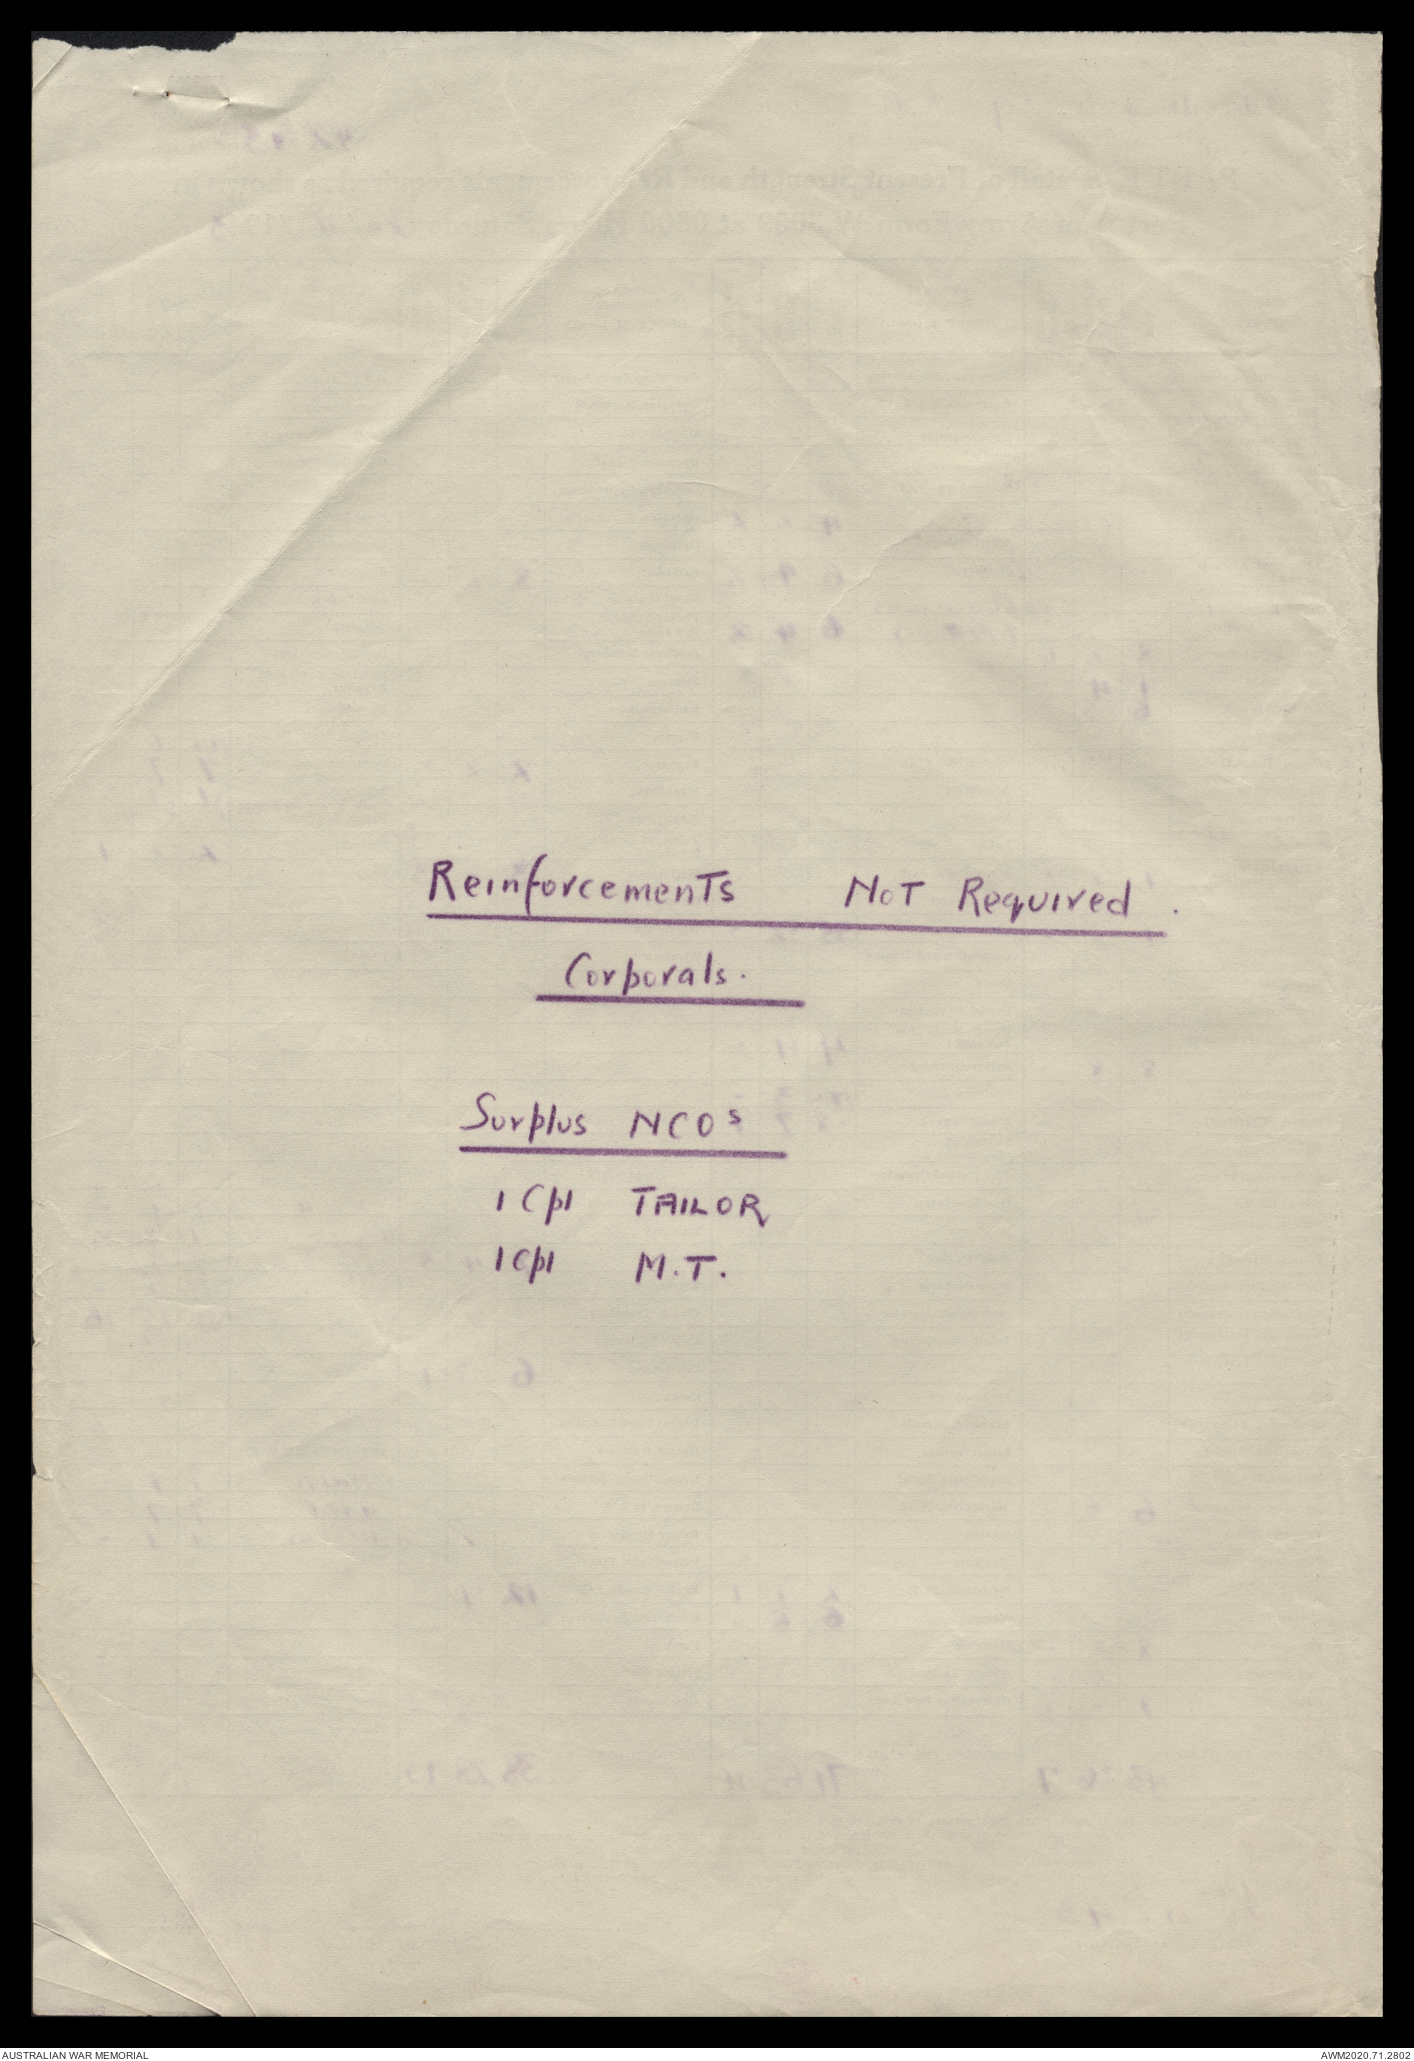 Reinforcements Not Required.
Corporals.
Surplus NCOs
1 Cpl TAILOR
1 Cpl M.T.
AUSTRALIAN WAR MEMORIAL
AWM2020.71.2802